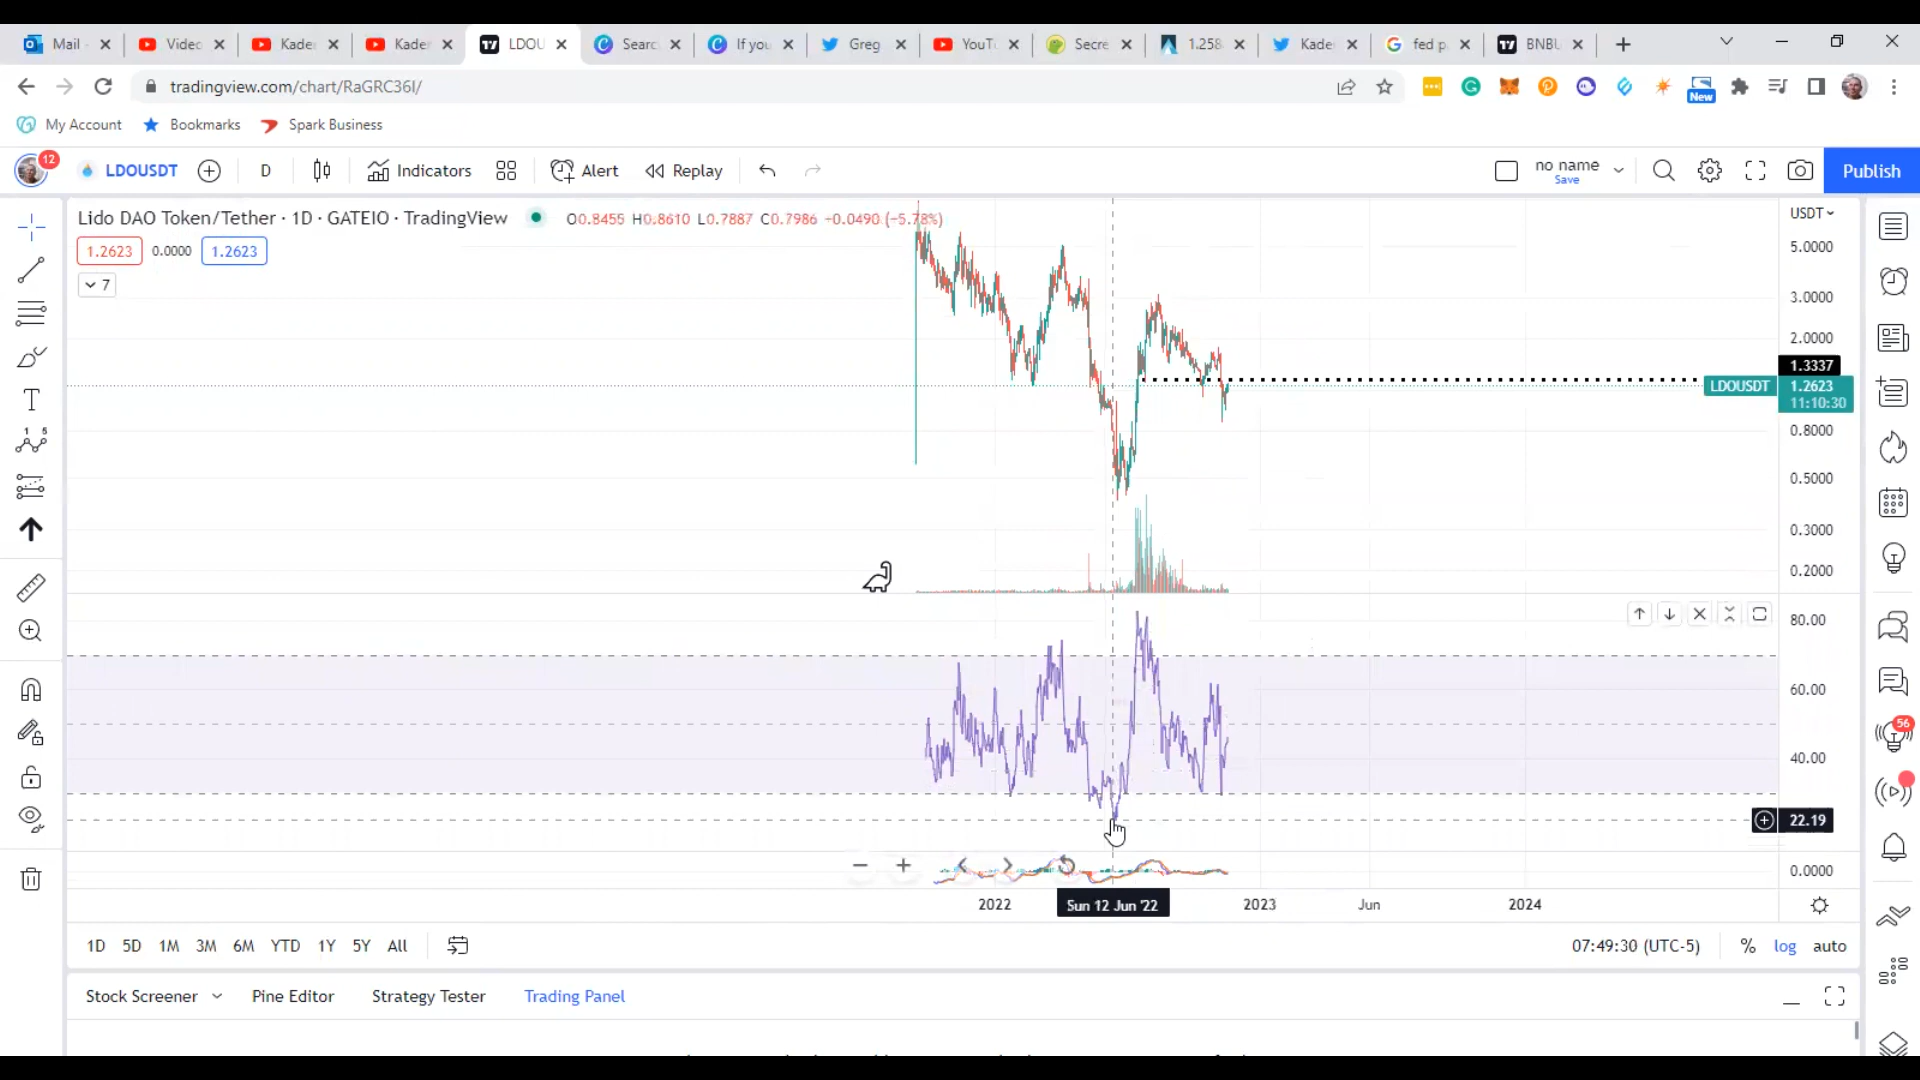 Mail
Video
Kade
Kade
LDOU
Searc
If you
Greg
YouT
Secre
1.258
Kade
fed p
BNBU
tradingview.com/chart/RaGRC36I/
New
My Account
Bookmarks
Spark Business
12
LDOUSDT
D
Indicators
Alert
Replay
no name
Save
Publish
Lido DAO Token/Tether · 1D · GATEIO · TradingView
O0.8455 H0.8610 L0.7887 C0.7986 −0.0490 (−5.78%)
USDT
1.2623
0.0000
1.2623
7
5.0000
3.0000
2.0000
1.3337
LDOUSDT
1.2623
11:10:30
0.8000
0.5000
0.3000
0.2000
80.00
60.00
40.00
22.19
0.0000
56
2022
Sun 12 Jun '22
2023
Jun
2024
1D 5D 1M 3M 6M YTD 1Y 5Y All
07:49:30 (UTC-5)
% log auto
Stock Screener
Pine Editor
Strategy Tester
Trading Panel